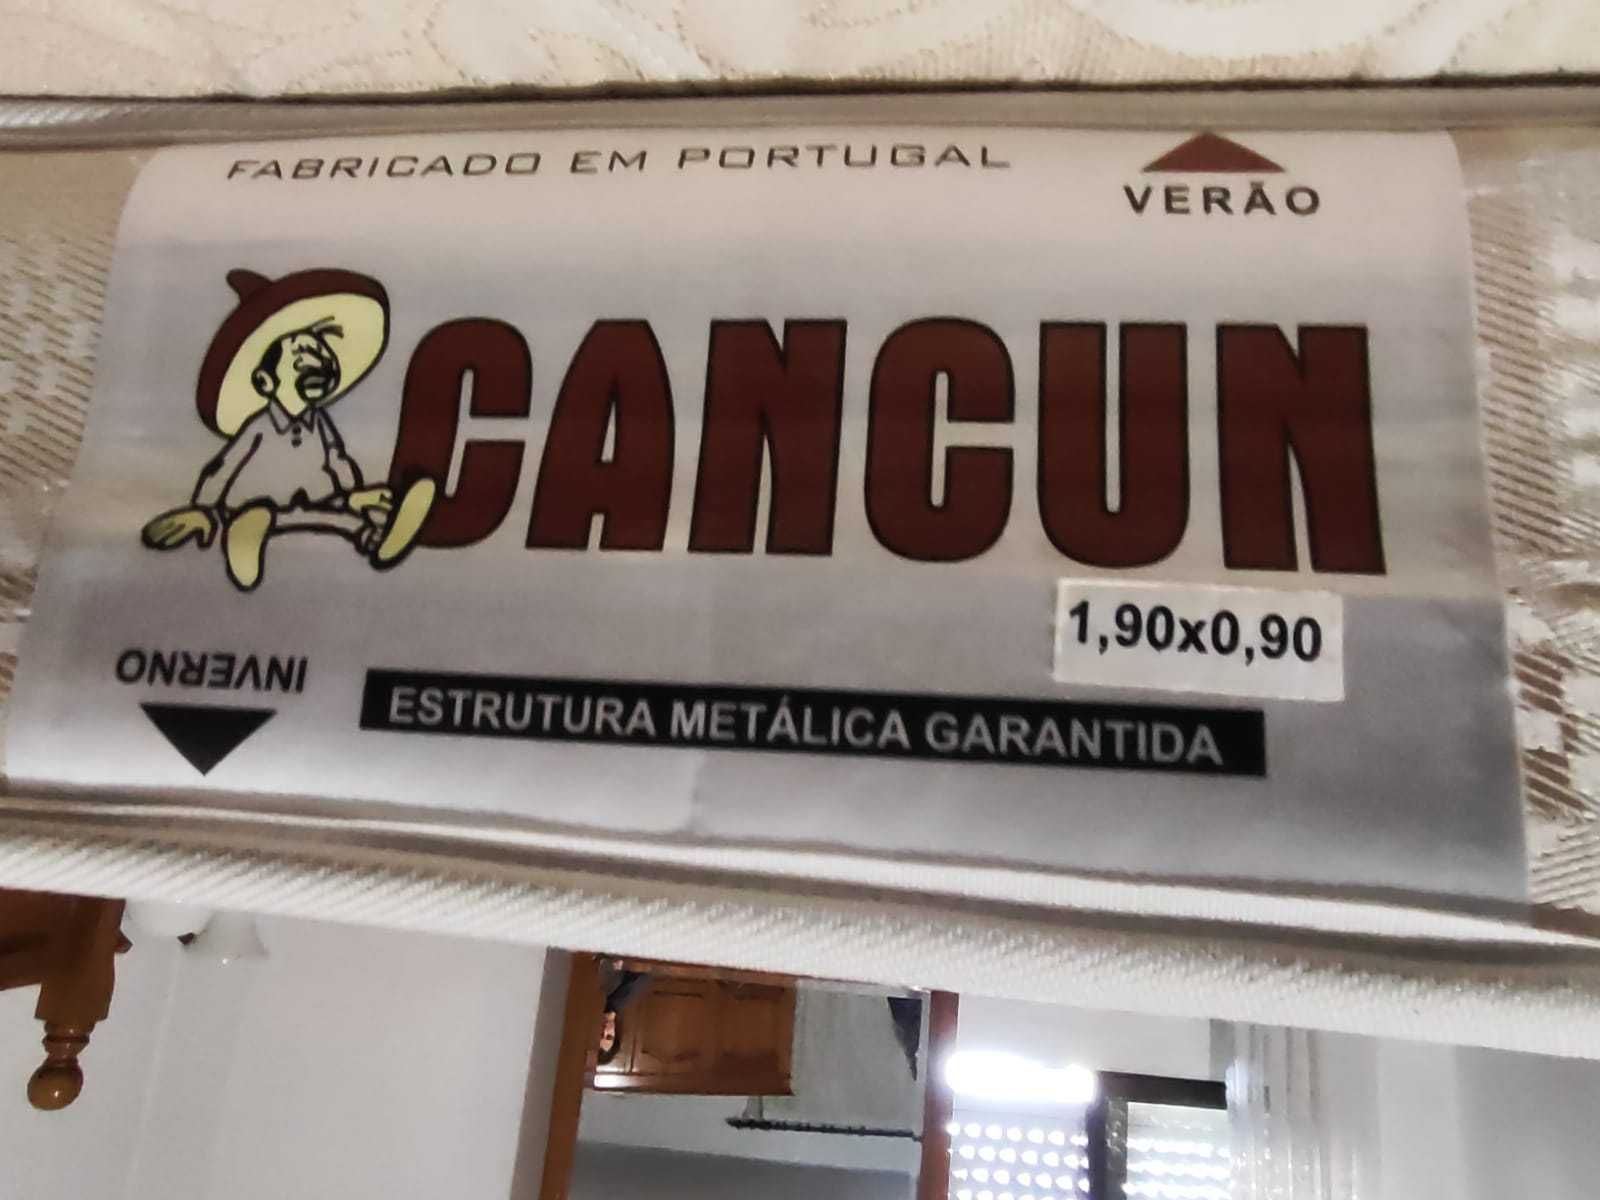 FABRICADO EM PORTUGAL
VERÃO
CANCUN
1,90x0,90
INVERNO
ESTRUTURA METÁLICA GARANTIDA